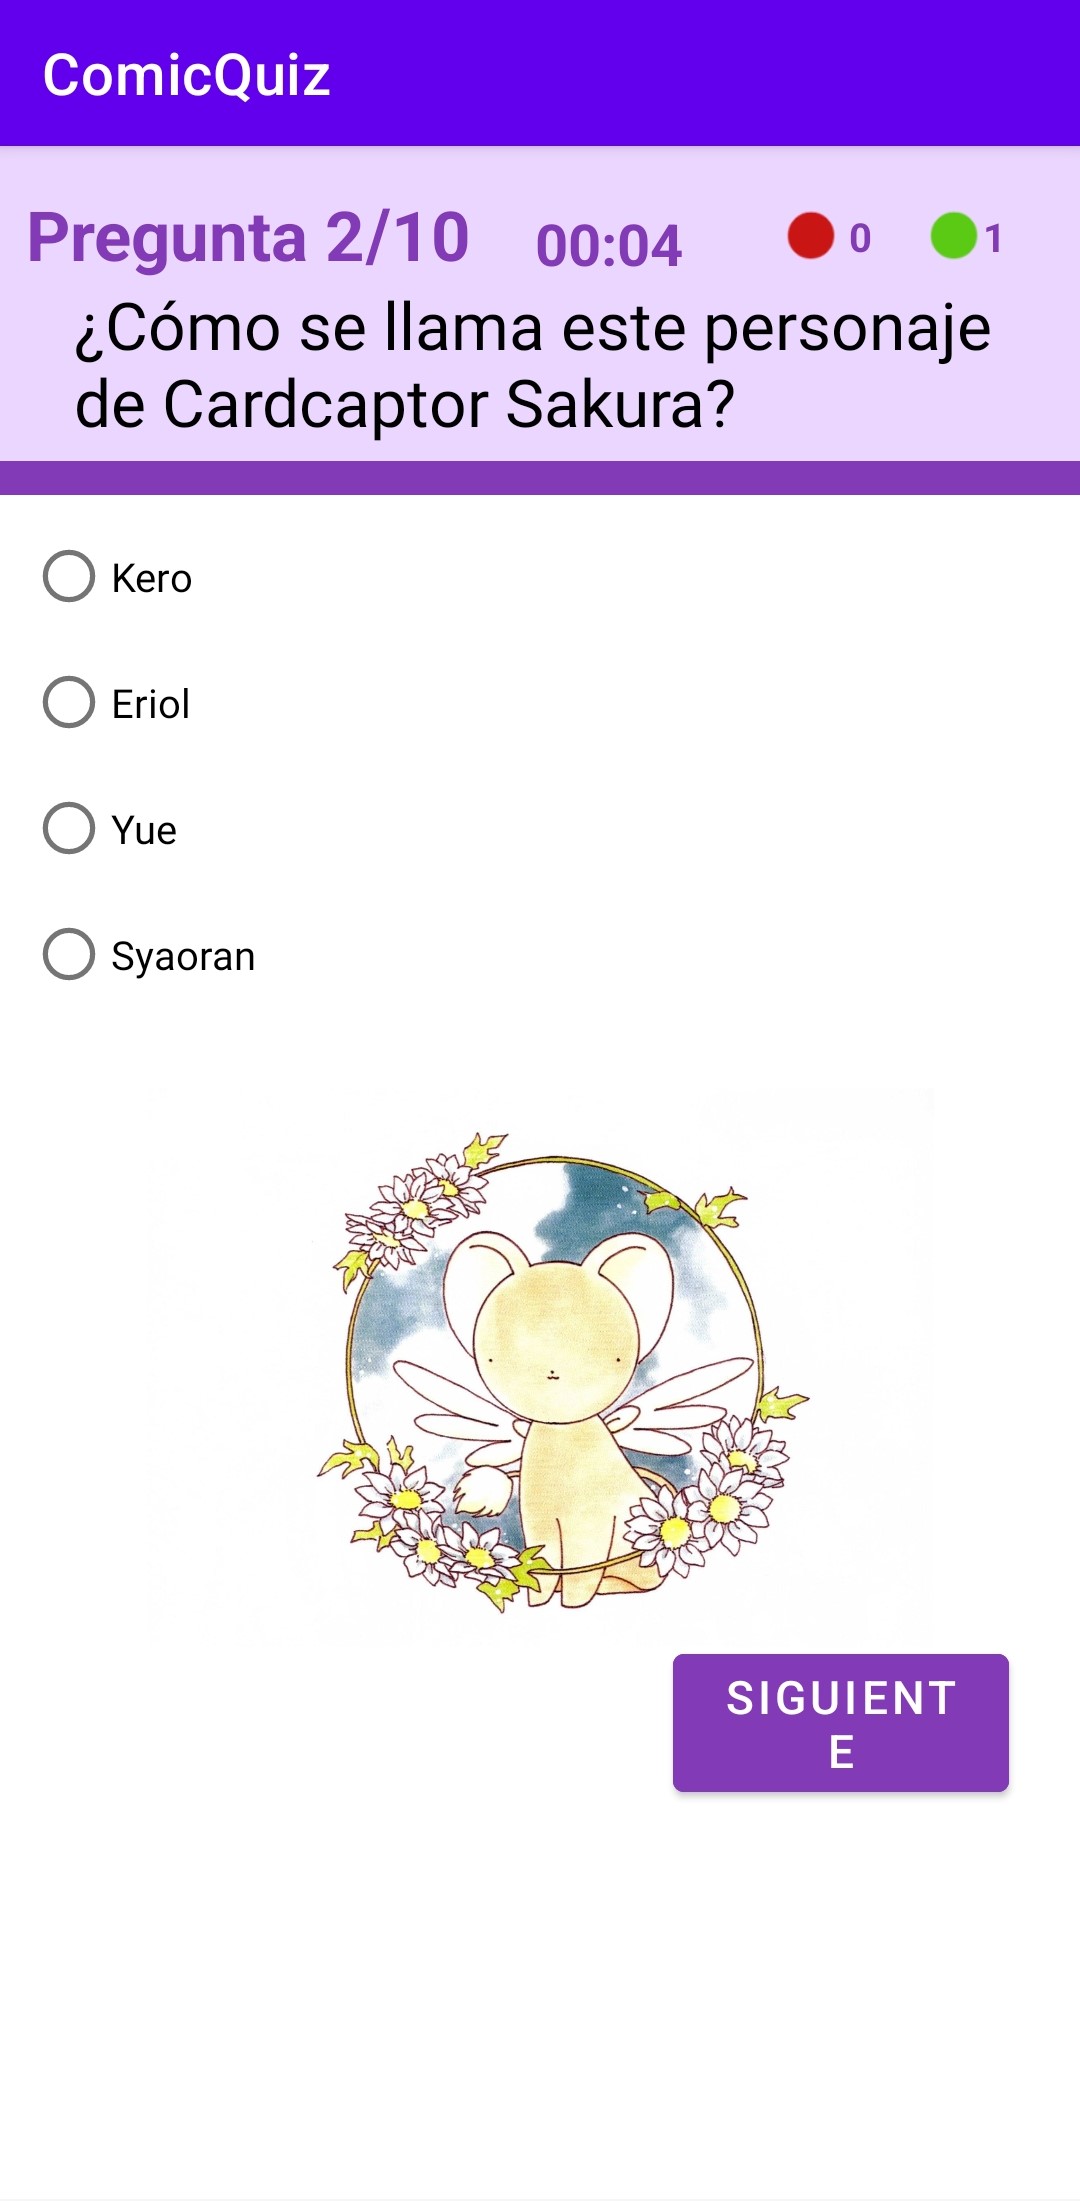 ComicQuiz
Pregunta 2/10 00:04 0 1
¿Cómo se llama este personaje
de Cardcaptor Sakura?
Kero
Eriol
Yue
Syaoran
SIGUIENT
E